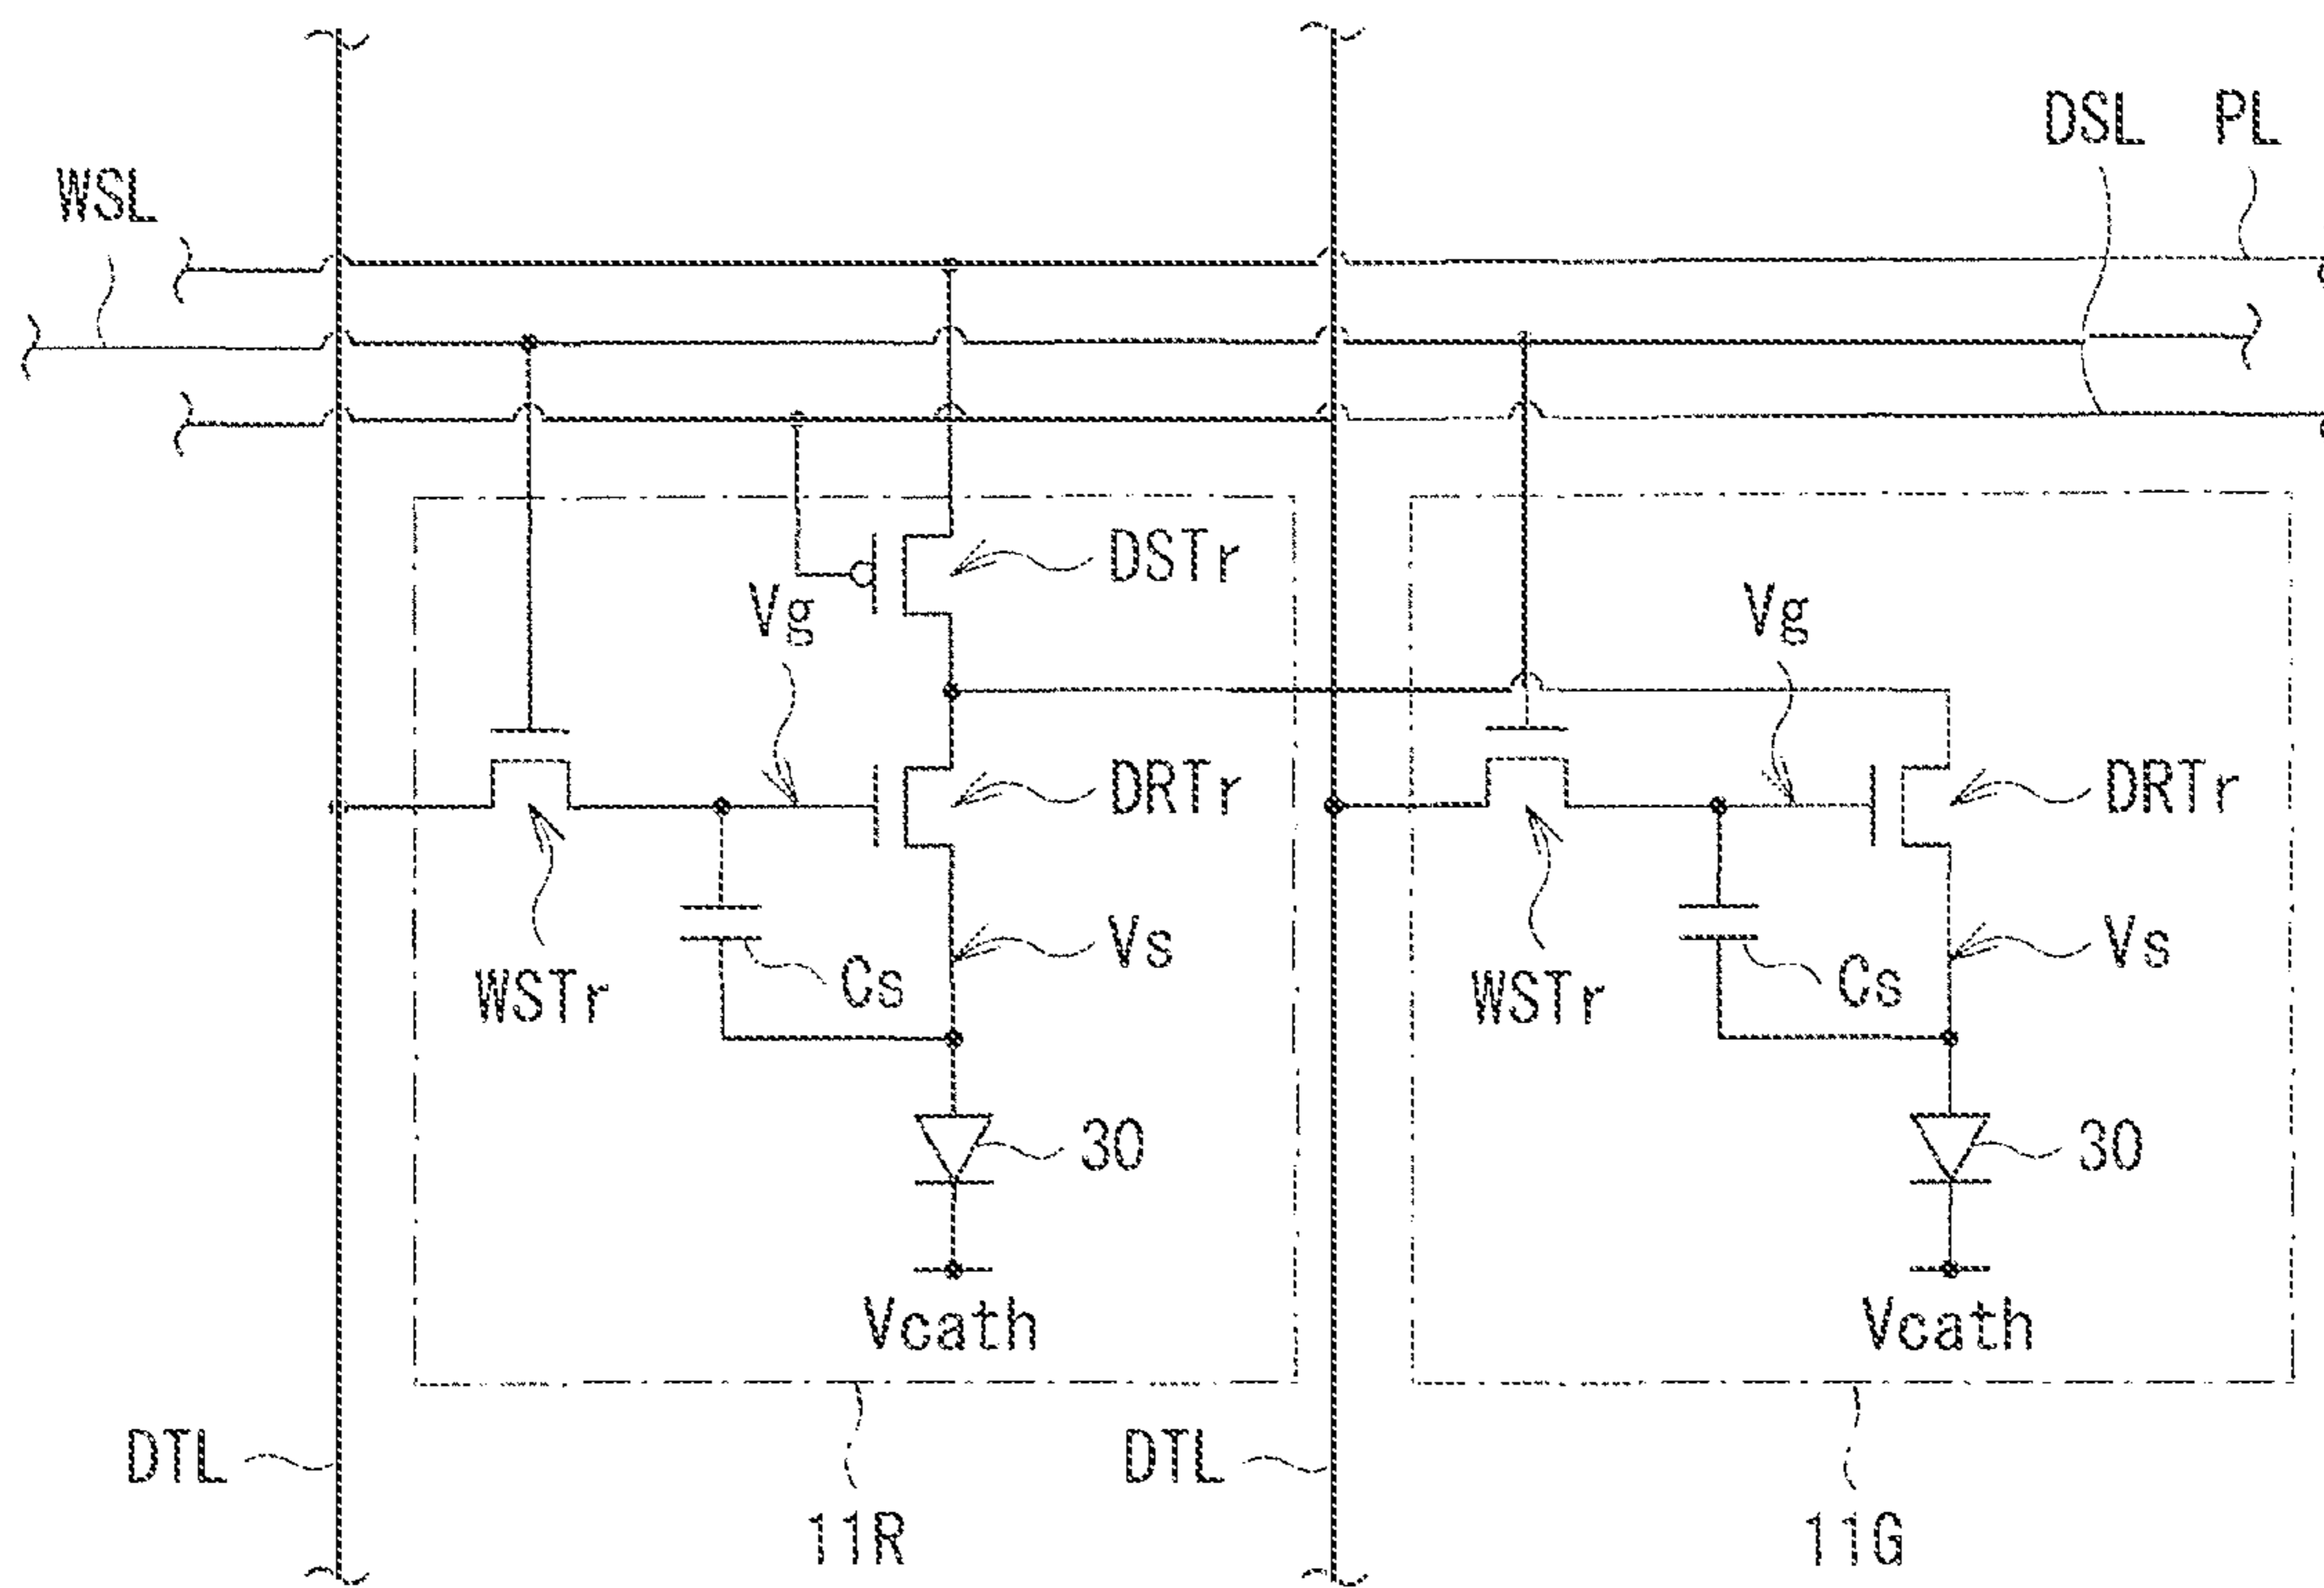 DSL
PL
WSL
DSTr
Vg
Vg
DRTr
DRTr
Vs
Vs
Cs
Cs
WSTr
WSTr
30
30
Vcath
Vcath
DTL
DTL
11R
11G